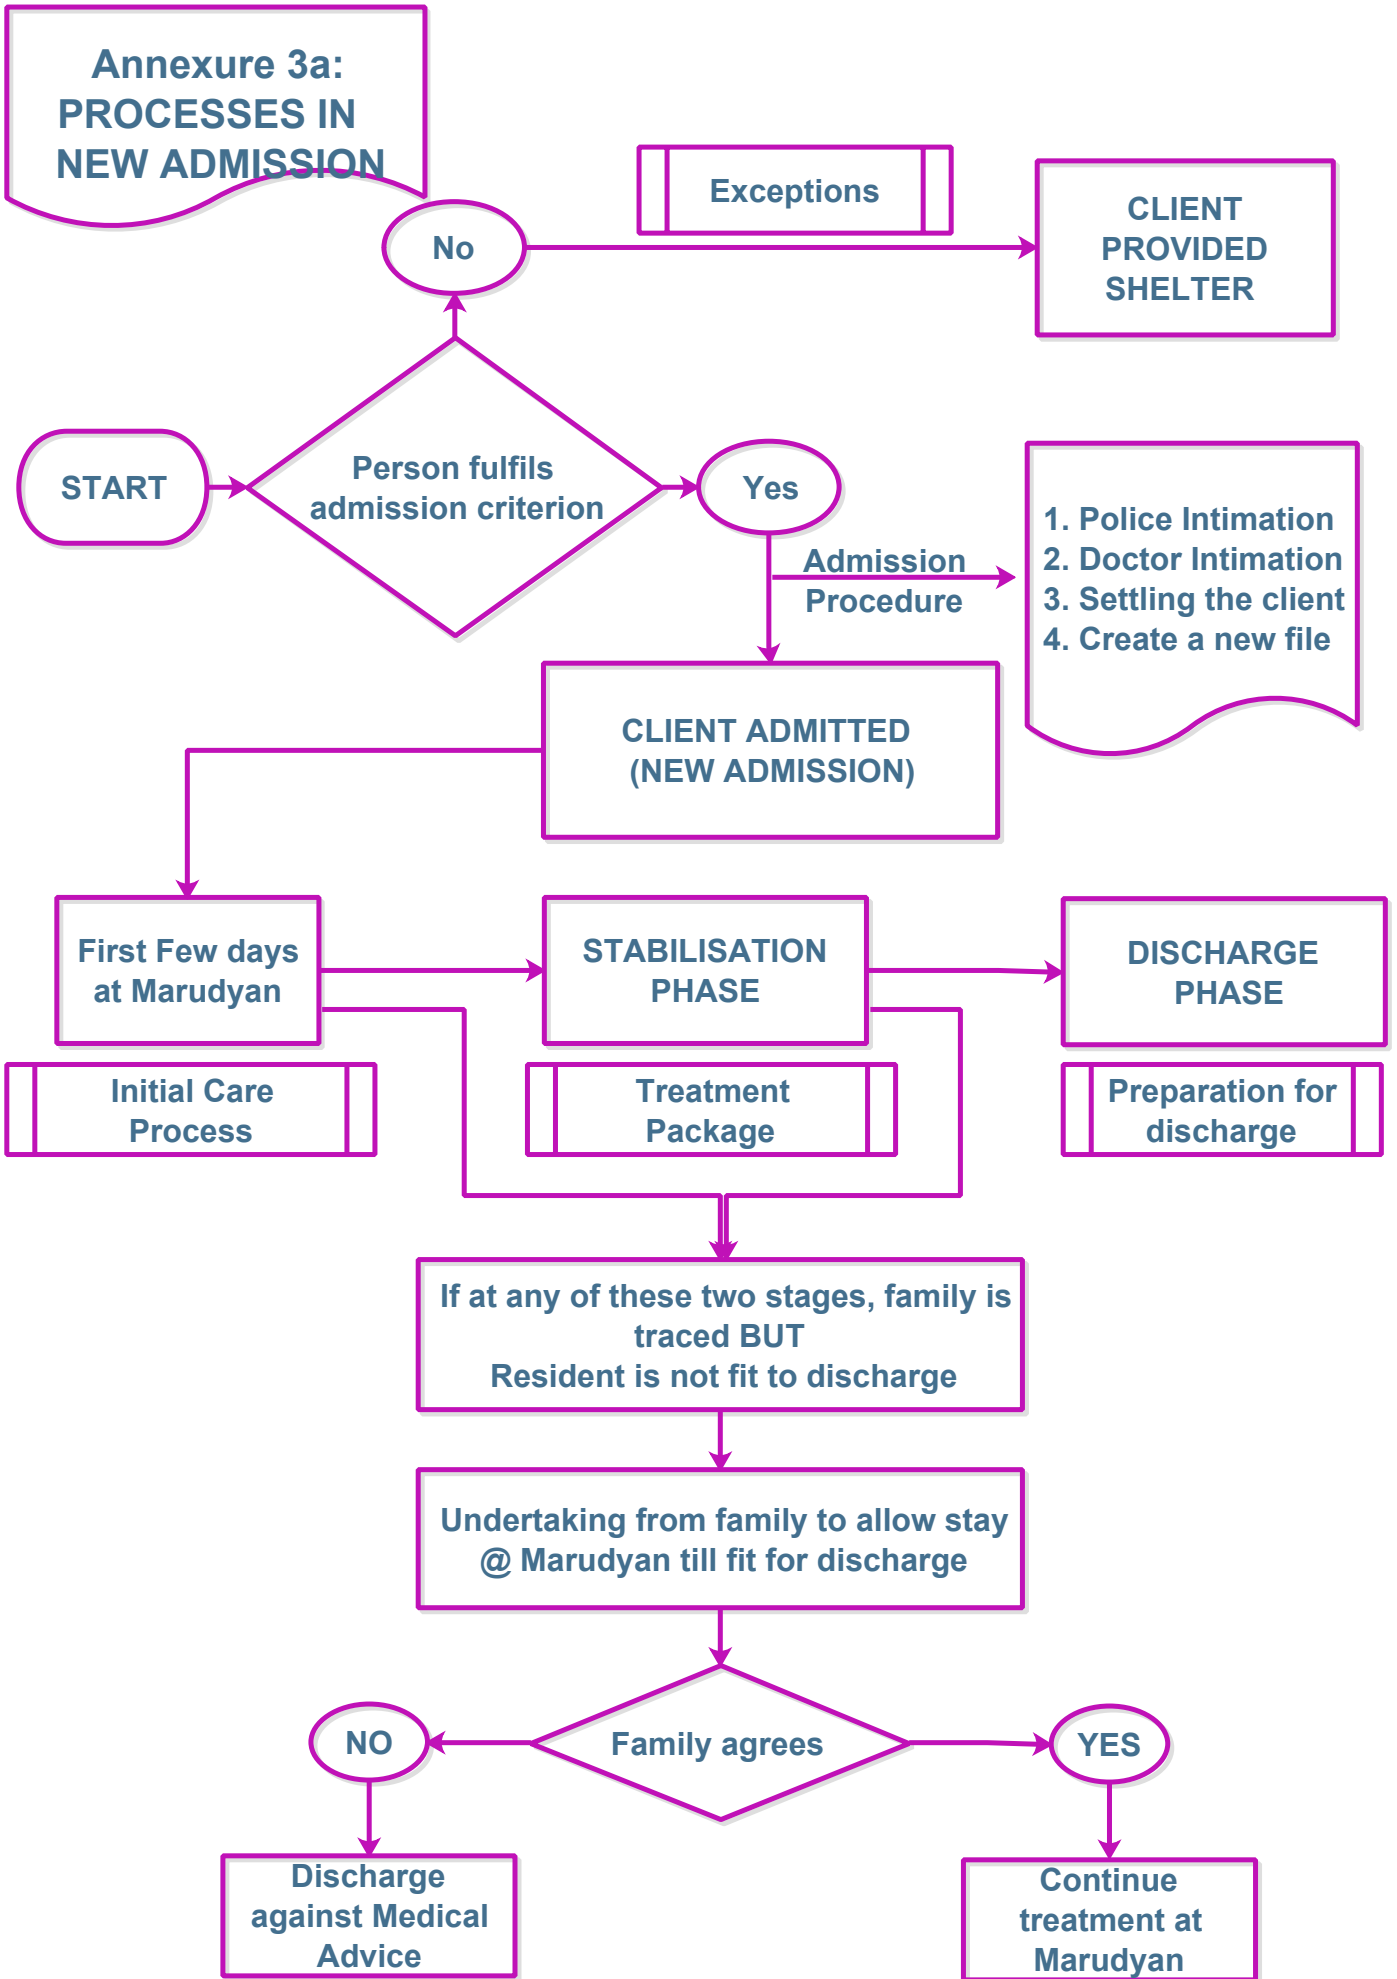 Annexure 3a:
PROCESSES IN
NEW ADMISSION
Exceptions
CLIENT
PROVIDED
SHELTER
No
START
Person fulfils
admission criterion
Yes
Admission
Procedure
1. Police Intimation
2. Doctor Intimation
3. Settling the client
4. Create a new file
CLIENT ADMITTED
(NEW ADMISSION)
First Few days
at Marudyan
STABILISATION
PHASE
DISCHARGE
PHASE
Initial Care
Process
Treatment
Package
Preparation for
discharge
If at any of these two stages, family is
traced BUT
Resident is not fit to discharge
Undertaking from family to allow stay
@ Marudyan till fit for discharge
NO
Family agrees
YES
Discharge
against Medical
Advice
Continue
treatment at
Marudyan